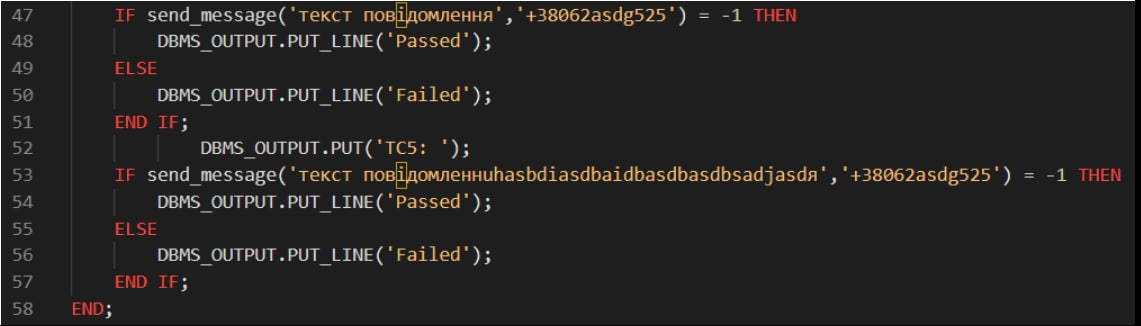 47 IF send_message('текст повідомлення','+38062asdg525') = -1 THEN
48 DBMS_OUTPUT.PUT_LINE('Passed');
49 ELSE
50 DBMS_OUTPUT.PUT_LINE('Failed');
51 END IF;
52 DBMS_OUTPUT.PUT('TC5: ');
53 IF send_message('текст повідомленнuhasbdiasdbaidbasdbasdbsadjasdя','+38062asdg525') = -1 THEN
54 DBMS_OUTPUT.PUT_LINE('Passed');
55 ELSE
56 DBMS_OUTPUT.PUT_LINE('Failed');
57 END IF;
58 END;